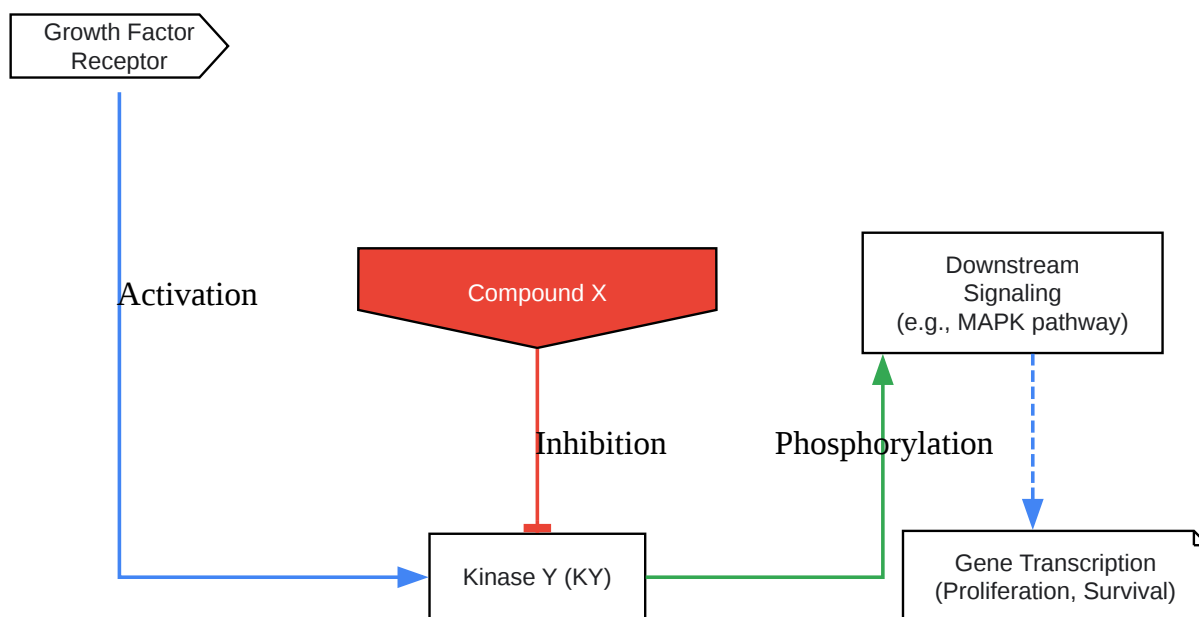 Growth Factor
Receptor
Activation
Compound X
Downstream
Signaling
(e.g., MAPK pathway)
Inhibition
Phosphorylation
Kinase Y (KY)
Gene Transcription
(Proliferation, Survival)